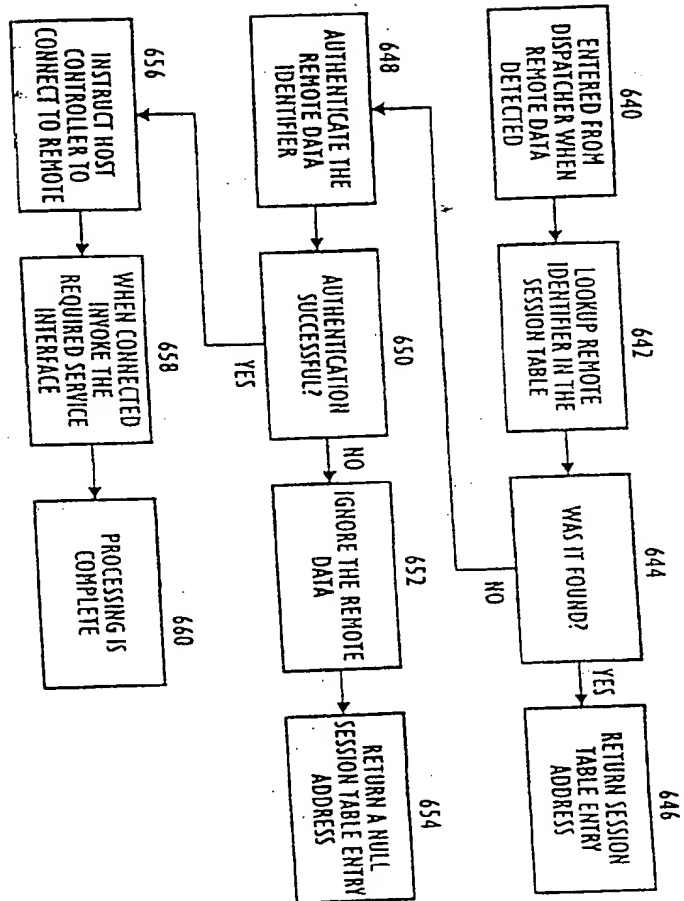 640
ENTERED FROM
DISPATCHER WHEN
REMOTE DATA
DETECTED
642
LOOKUP REMOTE
IDENTIFIER IN THE
SESSION TABLE
644
WAS IT FOUND?
YES
NO
646
RETURN SESSION
TABLE ENTRY
ADDRESS
648
AUTHENTICATE THE
REMOTE DATA
IDENTIFIER
650
AUTHENTICATION
SUCCESSFUL?
NO
YES
652
IGNORE THE REMOTE
DATA
654
RETURN A NULL
SESSION TABLE ENTRY
ADDRESS
656
INSTRUCT HOST
CONTROLLER TO
CONNECT TO REMOTE
658
WHEN CONNECTED
INVOKE THE
REQUIRED SERVICE
INTERFACE
660
PROCESSING IS
COMPLETE